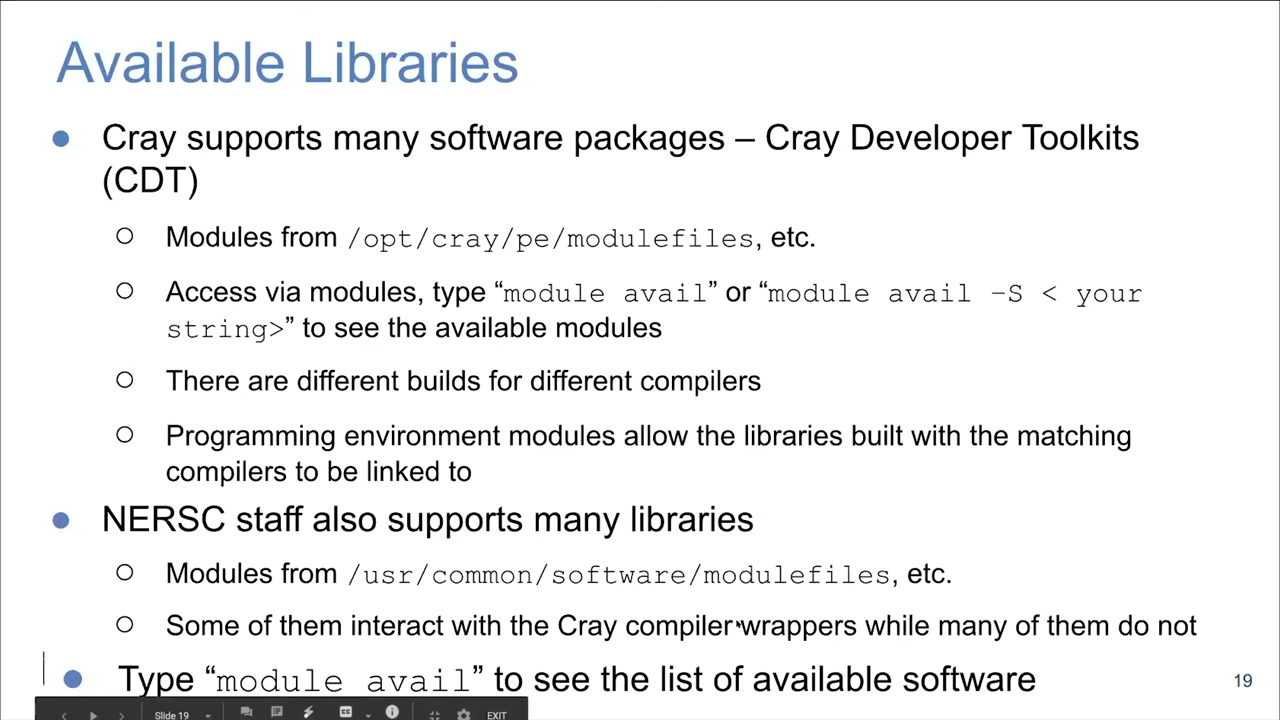 Available Libraries
● Cray supports many software packages – Cray Developer Toolkits
(CDT)
○ Modules from /opt/cray/pe/modulefiles, etc.
○ Access via modules, type “module avail” or “module avail –S < your
string>” to see the available modules
○ There are different builds for different compilers
○ Programming environment modules allow the libraries built with the matching
compilers to be linked to
● NERSC staff also supports many libraries
○ Modules from /usr/common/software/modulefiles, etc.
○ Some of them interact with the Cray compiler wrappers while many of them do not
● Type “module avail” to see the list of available software
19
Slide 19
CC
EXIT